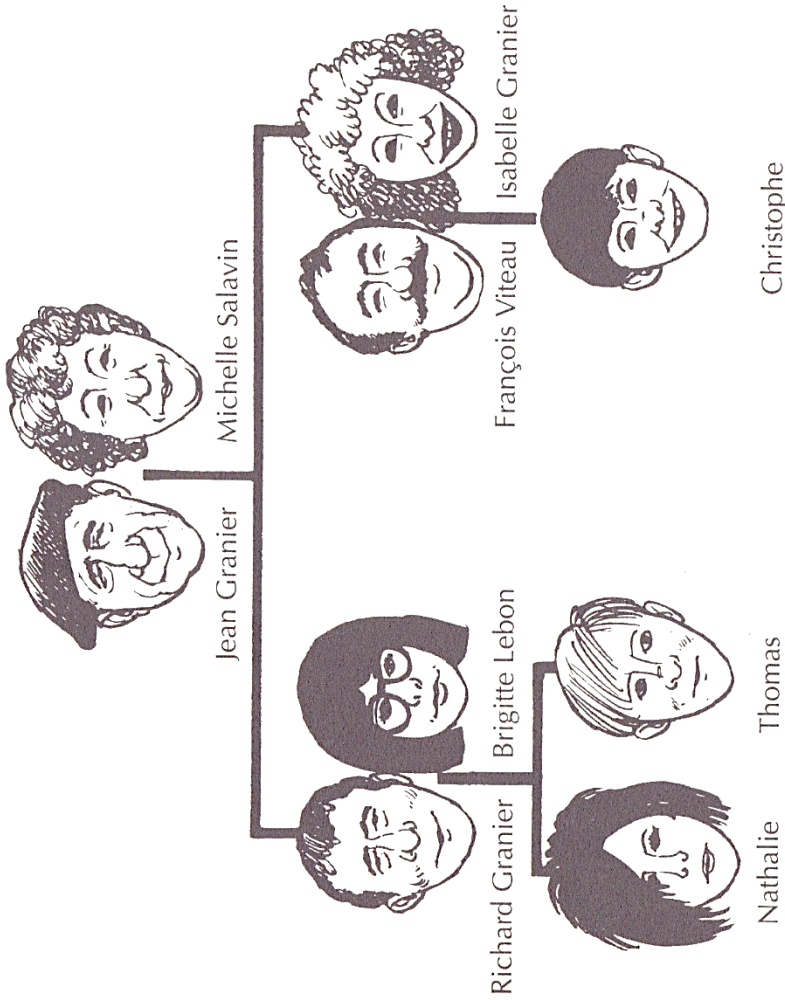 Jean Granier
Michelle Salavin
Richard Granier
Brigitte Lebon
François Viteau
Isabelle Granier
Nathalie
Thomas
Christophe